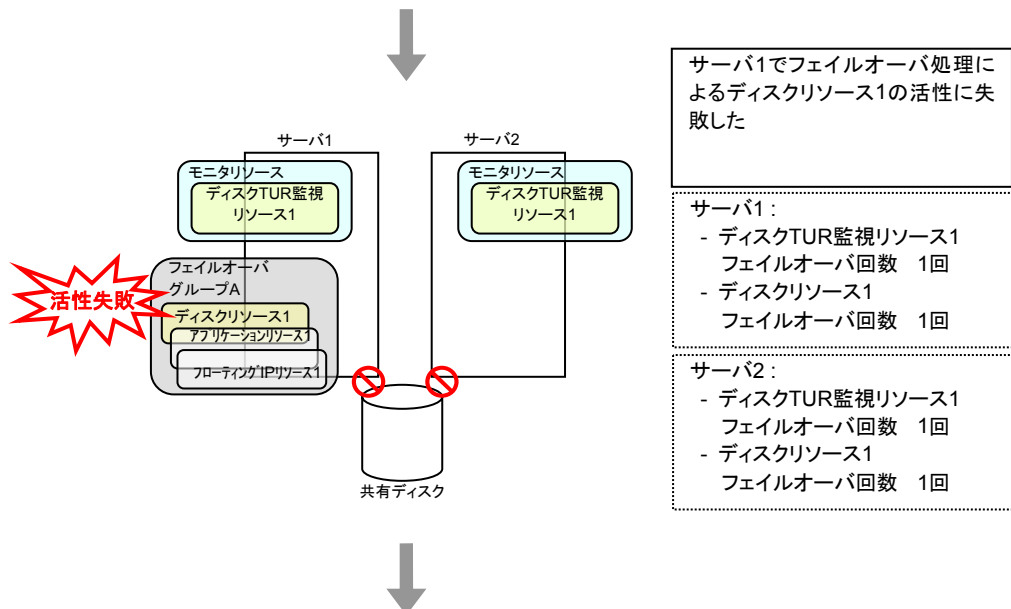 サーバ1でフェイルオーバ処理に
よるディスクリソース1の活性に失
敗した
サーバ1
サーバ2
モニタリソース
ディスクTUR監視
リソース1
モニタリソース
ディスクTUR監視
リソース1
フェイルオーバ
グループA
活性失敗
ディスクリソース1
アプリケーションリソース1
フローティングIPリソース1
共有ディスク
サーバ1 :
- ディスクTUR監視リソース1
フェイルオーバ回数 1回
- ディスクリソース1
フェイルオーバ回数 1回
サーバ2 :
- ディスクTUR監視リソース1
フェイルオーバ回数 1回
- ディスクリソース1
フェイルオーバ回数 1回